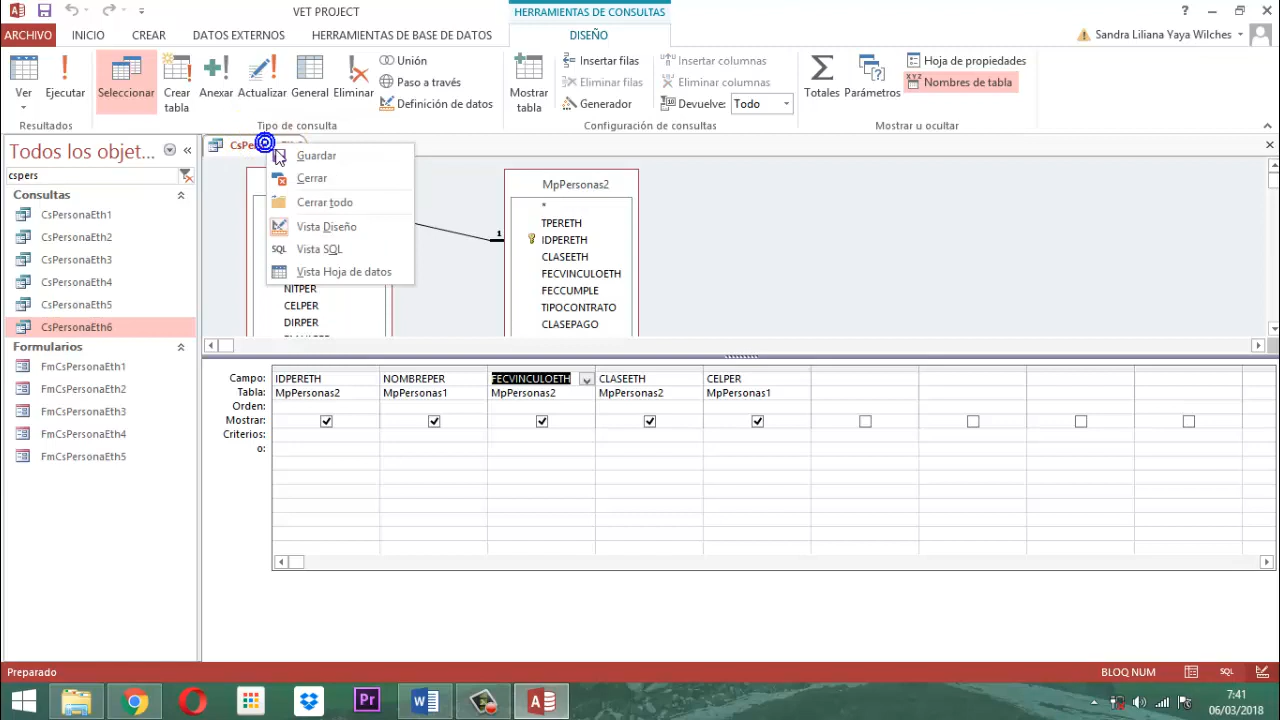 VET PROJECT
HERRAMIENTAS DE CONSULTAS
?
ARCHIVO INICIO CREAR DATOS EXTERNOS HERRAMIENTAS DE BASE DE DATOS DISEÑO Sandra Liliana Yaya Wilches
Ver
Ejecutar
Resultados
Seleccionar
Crear
tabla
Anexar
Actualizar
General
Eliminar
Unión
Paso a través
Definición de datos
Tipo de consulta
Mostrar
tabla
Insertar filas
Eliminar filas
Generador
Insertar columnas
Eliminar columnas
Devuelve: Todo
Configuración de consultas
Totales
Parámetros
Hoja de propiedades
XYZ Nombres de tabla
Mostrar u ocultar
Todos los objet...
cspers
Consultas
CsPersonaEth1
CsPersonaEth2
CsPersonaEth3
CsPersonaEth4
CsPersonaEth5
CsPersonaEth6
Formularios
FmCsPersonaEth1
FmCsPersonaEth2
FmCsPersonaEth3
FmCsPersonaEth4
FmCsPersonaEth5
Guardar
Cerrar
Cerrar todo
Vista Diseño
SQL Vista SQL
Vista Hoja de datos
NITPER
CELPER
DIRPER
1
MpPersonas2
*
TPERETH
IDPERETH
CLASEETH
FECVINCULOETH
FECCUMPLE
TIPOCONTRATO
CLASEPAGO
Campo: IDPERETH NOMBREPER FECVINCULOETH CLASEETH CELPER
Tabla: MpPersonas2 MpPersonas1 MpPersonas2 MpPersonas2 MpPersonas1
Orden:
Mostrar:
Criterios:
o:
Preparado
BLOQ NUM
SQL
Pr
7:41
06/03/2018